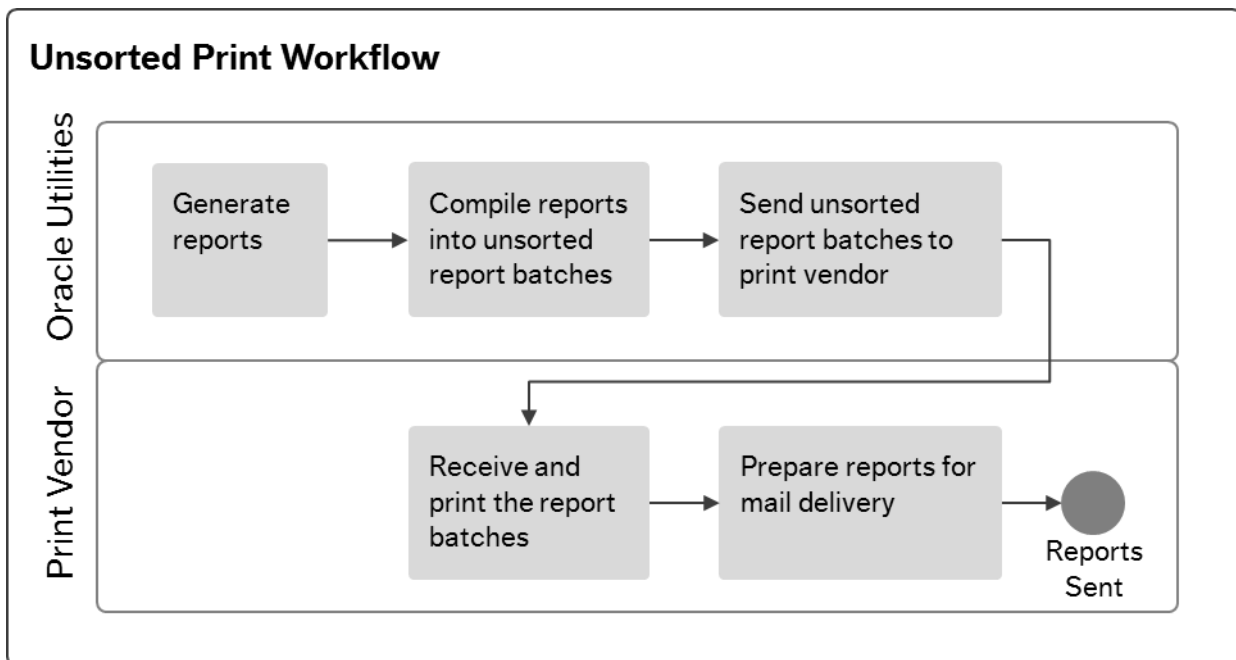 Unsorted Print Workflow
Oracle Utilities
Generate
reports
Compile reports
into unsorted
report batches
Send unsorted
report batches to
print vendor
Print Vendor
Receive and
print the report
batches
Prepare reports for
mail delivery
Reports
Sent